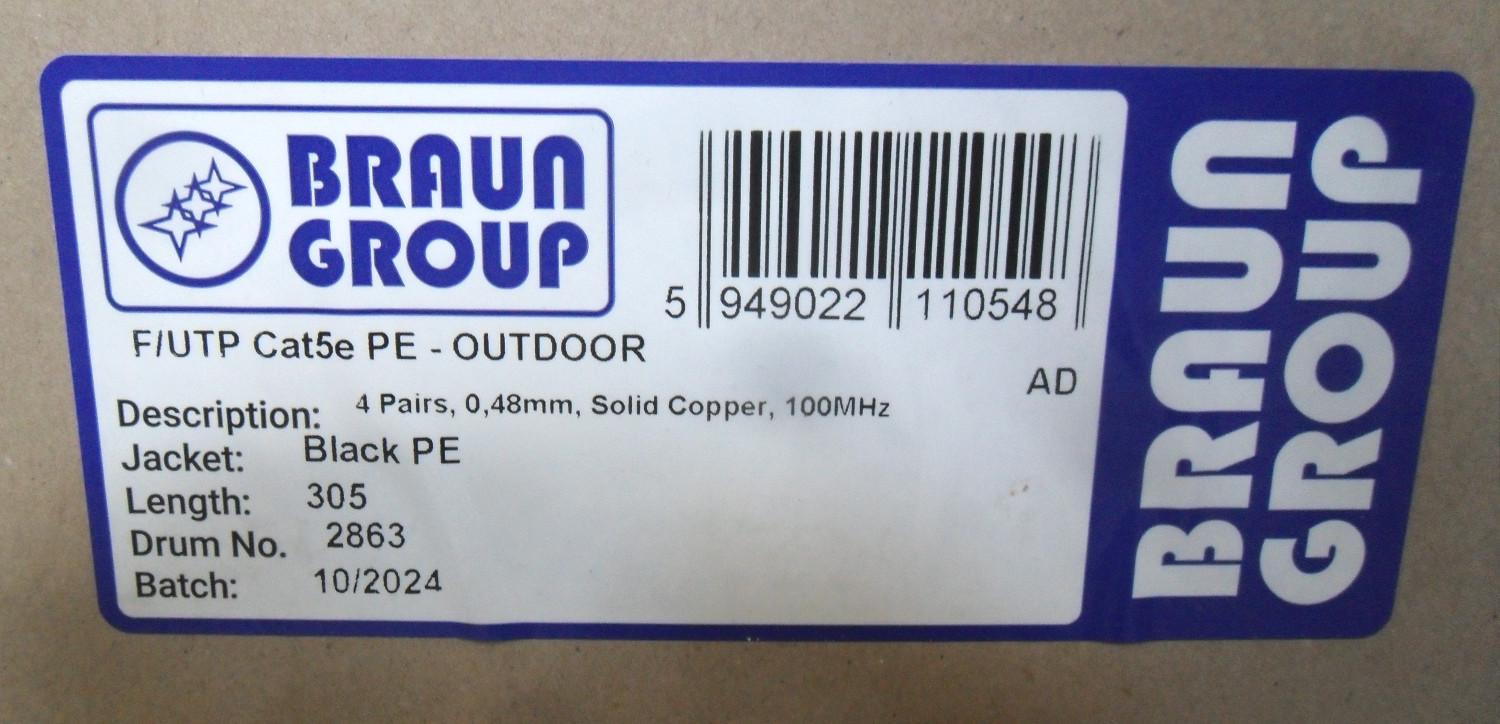 BRAUN
GROUP
5 949022 110548
F/UTP Cat5e PE - OUTDOOR
AD
Description: 4 Pairs, 0,48mm, Solid Copper, 100MHz
Jacket: Black PE
Length: 305
Drum No. 2863
Batch: 10/2024
BRAUN
GROUP